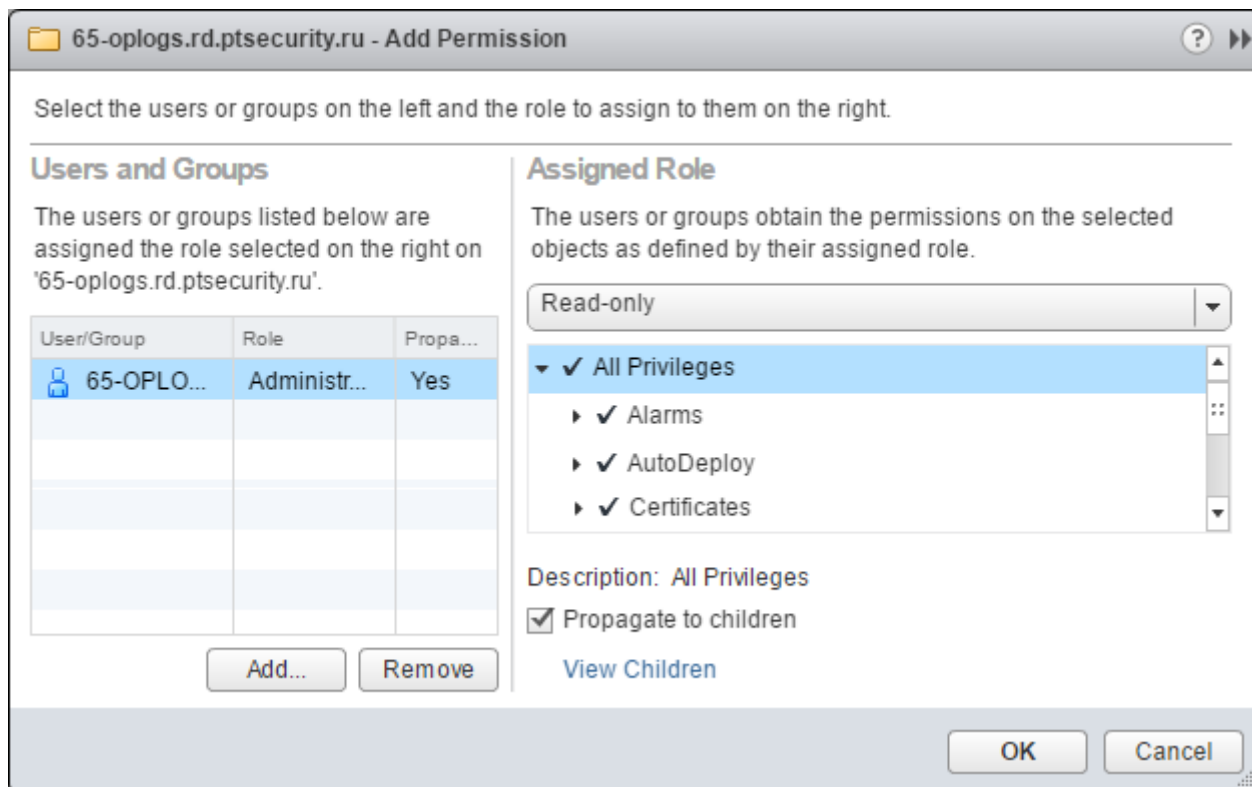 65-oplogs.rd.ptsecurity.ru - Add Permission
?
Select the users or groups on the left and the role to assign to them on the right.
Users and Groups
The users or groups listed below are
assigned the role selected on the right on
'65-oplogs.rd.ptsecurity.ru'.
User/Group Role Propa...
65-OPLO... Administr... Yes
Add... Remove
Assigned Role
The users or groups obtain the permissions on the selected
objects as defined by their assigned role.
Read-only
All Privileges
Alarms
AutoDeploy
Certificates
Description: All Privileges
Propagate to children
View Children
OK Cancel